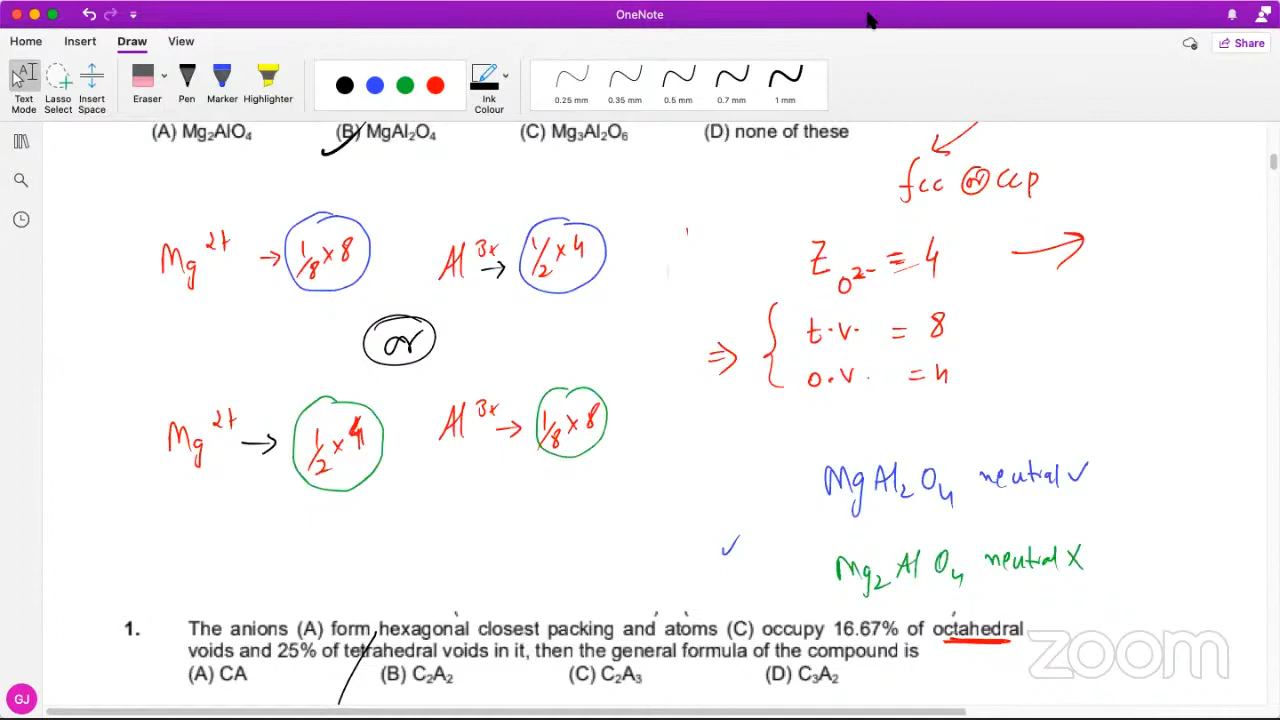 OneNote
Home Insert Draw View Share
Text Mode Lasso Select Insert Space Eraser Pen Marker Highlighter Ink Colour 0.25 mm 0.35 mm 0.5 mm 0.7 mm 1 mm
(A) Mg₂AlO₄ (B) MgAl₂O₄ (C) Mg₃Al₂O₆ (D) none of these
fcc or ccp
Mg²⁺ → 1/8 × 8 Al³⁺ → 1/2 × 4
Z O²⁻ = 4 →
or
⇒ { t.v. = 8
o.v. = 4
Mg²⁺ → 1/2 × 4 Al³⁺ → 1/8 × 8
MgAl₂O₄ neutral ✓
✓
Mg₂AlO₄ neutral X
1. The anions (A) form hexagonal closest packing and atoms (C) occupy 16.67% of octahedral
voids and 25% of tetrahedral voids in it, then the general formula of the compound is
(A) CA (B) C₂A₂ (C) C₂A₃ (D) C₃A₂
zoom
GJ